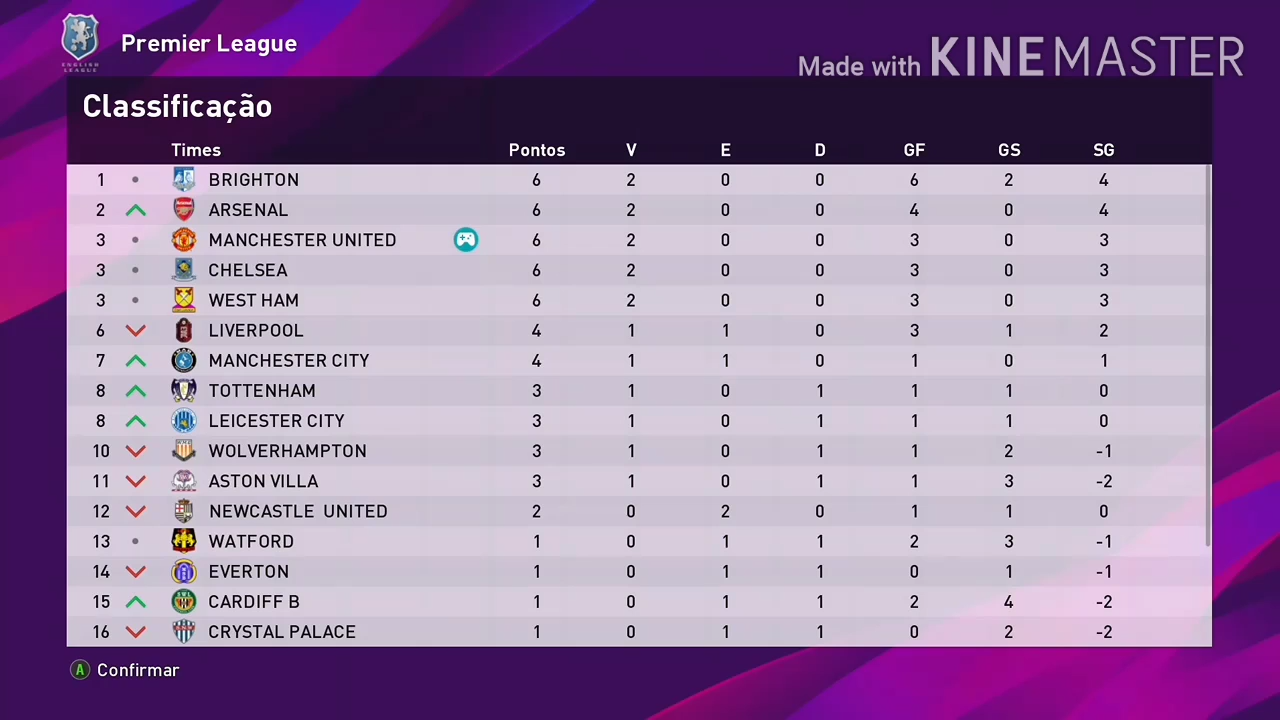 Premier League
ENGLISH LEAGUE
Made with KINEMASTER
Classificação
Times Pontos V E D GF GS SG
1 BRIGHTON 6 2 0 0 6 2 4
2 ARSENAL 6 2 0 0 4 0 4
3 MANCHESTER UNITED 6 2 0 0 3 0 3
3 CHELSEA 6 2 0 0 3 0 3
3 WEST HAM 6 2 0 0 3 0 3
6 LIVERPOOL 4 1 1 0 3 1 2
7 MANCHESTER CITY 4 1 1 0 1 0 1
8 TOTTENHAM 3 1 0 1 1 1 0
8 LEICESTER CITY 3 1 0 1 1 1 0
10 WOLVERHAMPTON 3 1 0 1 1 2 -1
11 ASTON VILLA 3 1 0 1 1 3 -2
12 NEWCASTLE UNITED 2 0 2 0 1 1 0
13 WATFORD 1 0 1 1 2 3 -1
14 EVERTON 1 0 1 1 0 1 -1
15 CARDIFF B 1 0 1 1 2 4 -2
16 CRYSTAL PALACE 1 0 1 1 0 2 -2
A Confirmar